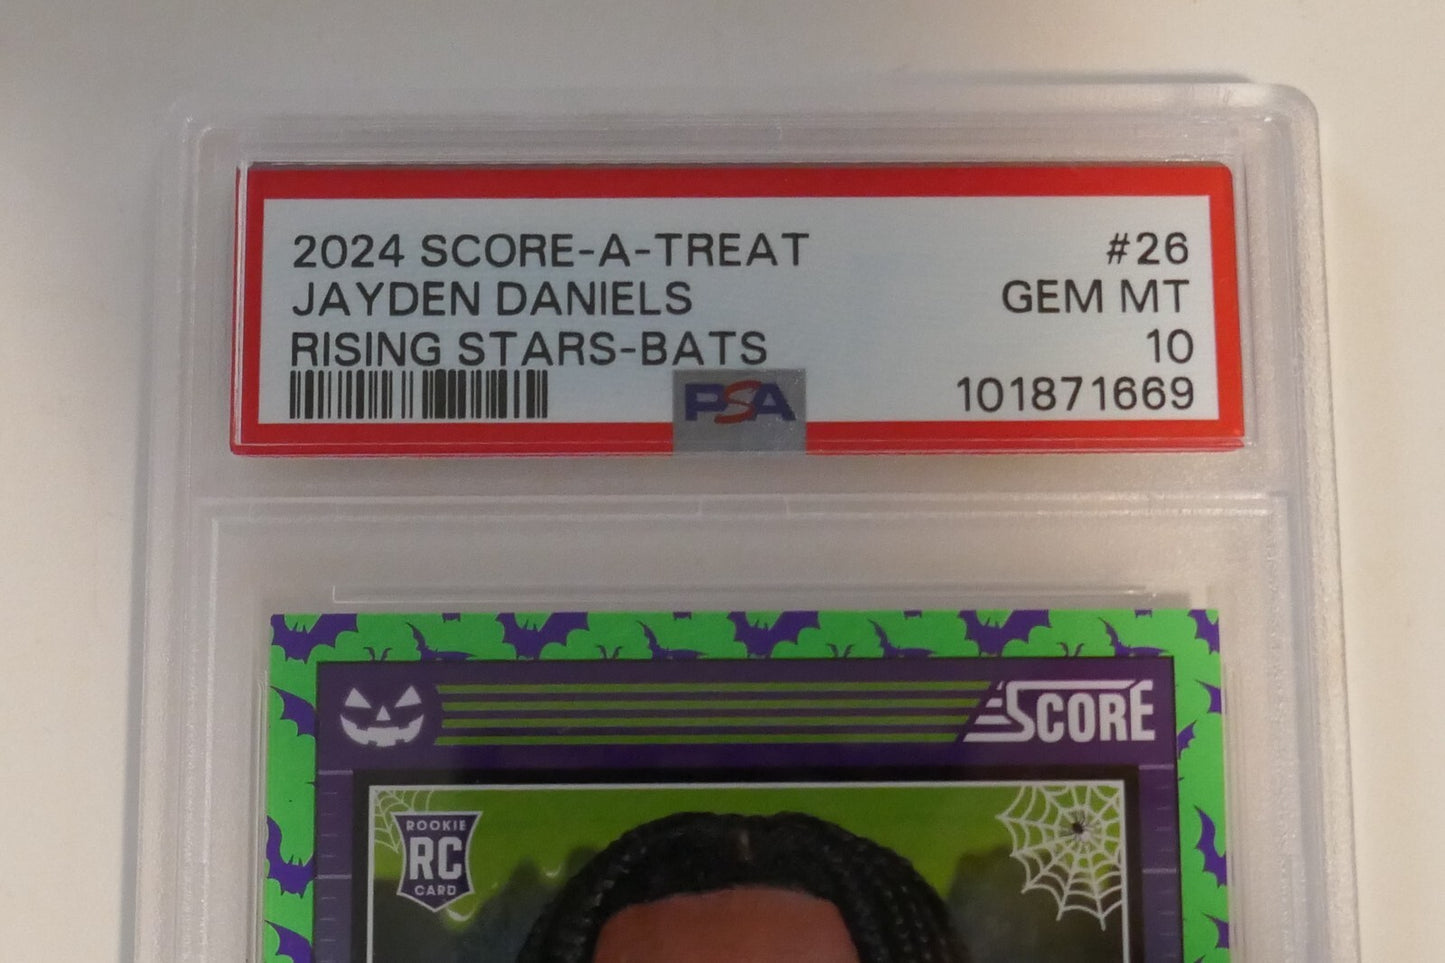 2024 SCORE-A-TREAT #26
JAYDEN DANIELS GEM MT
RISING STARS-BATS 10
PSA 101871669
SCORE
ROOKIE
RC
CARD